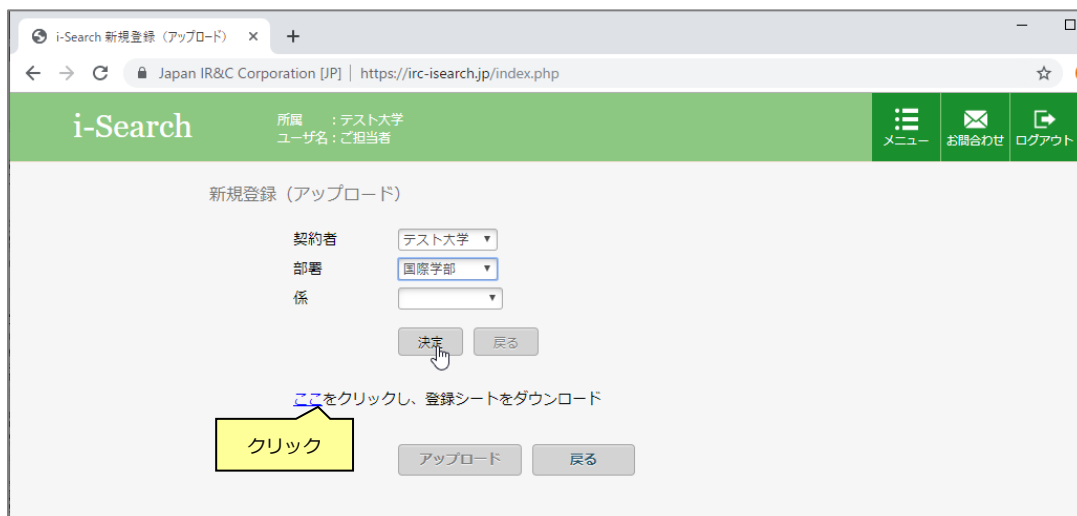 i-Search 新規登録（アップロード）
Japan IR&C Corporation [JP] | https://irc-isearch.jp/index.php
i-Search
所属　：テスト大学
ユーザ名：ご担当者
メニュー
お問合わせ
ログアウト
新規登録（アップロード）
契約者 テスト大学
部署 国際学部
係
決定 戻る
ここをクリックし、登録シートをダウンロード
クリック
アップロード 戻る